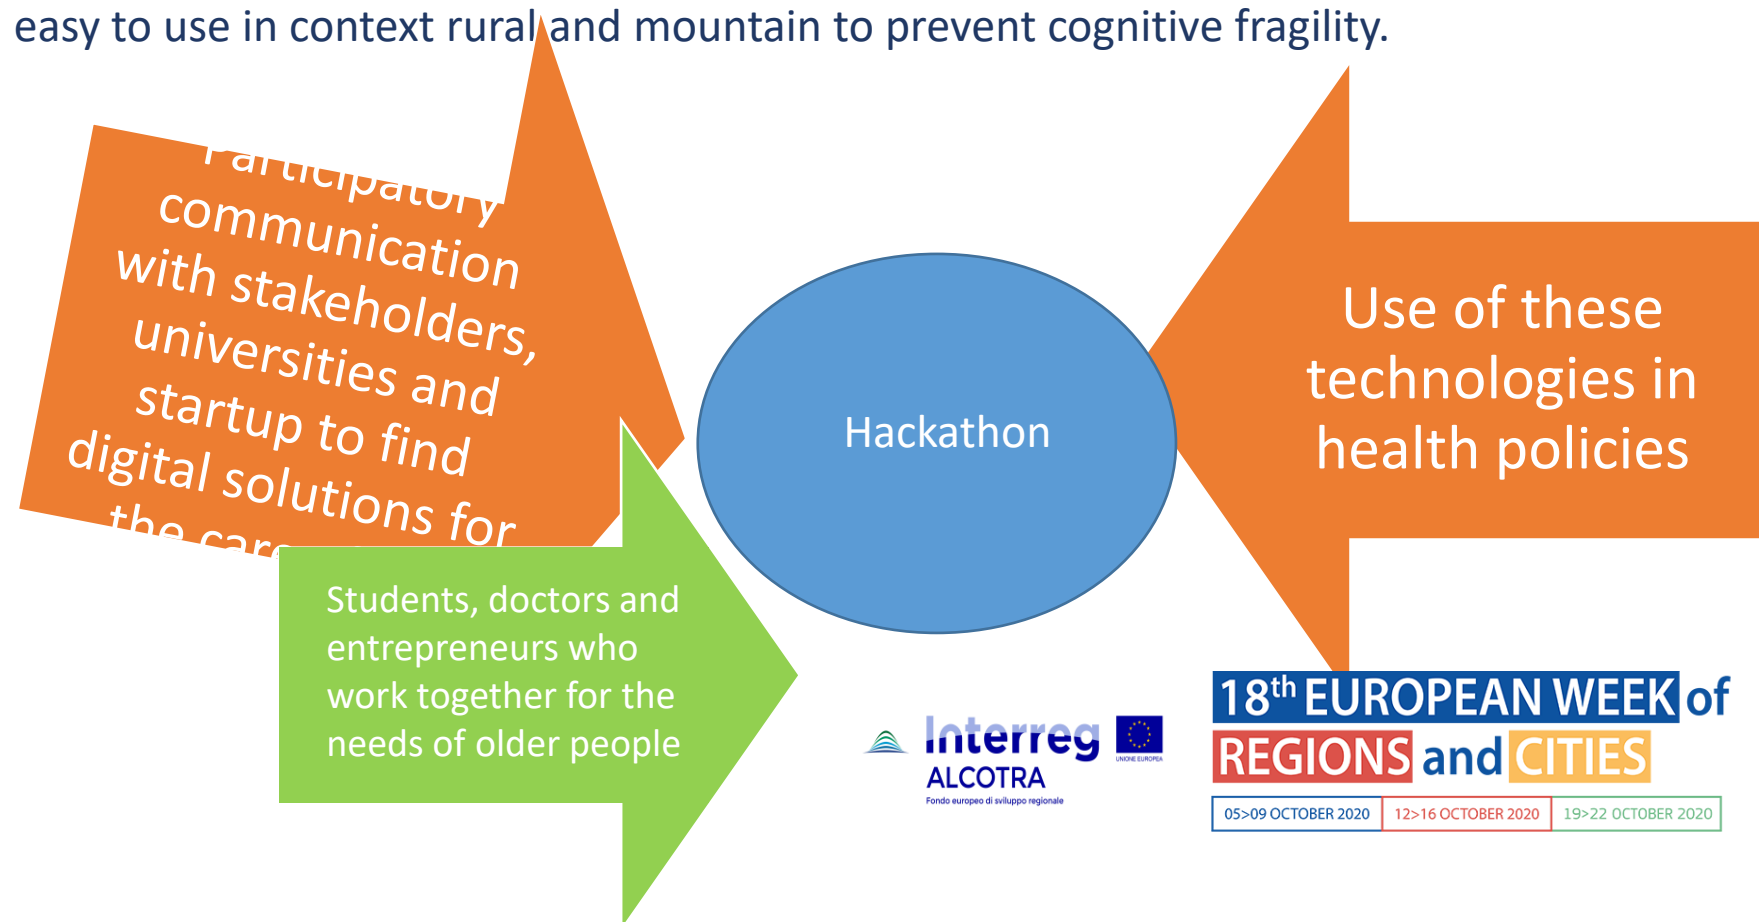 easy to use in context rural and mountain to prevent cognitive fragility.
Participatory
communication
with stakeholders,
universities and
startup to find
digital solutions for
the care
Students, doctors and
entrepreneurs who
work together for the
needs of older people
Hackathon
Use of these
technologies in
health policies
Interreg
UNIONE EUROPEA
ALCOTRA
Fondo europeo di sviluppo regionale
18th EUROPEAN WEEK of
REGIONS and CITIES
05>09 OCTOBER 2020 12>16 OCTOBER 2020 19>22 OCTOBER 2020